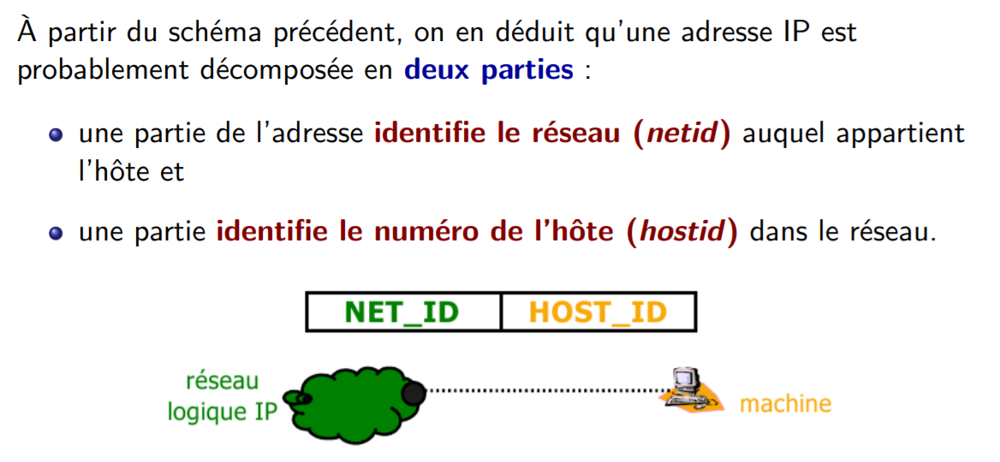 À partir du schéma précédent, on en déduit qu'une adresse IP est
probablement décomposée en deux parties :
une partie de l'adresse identifie le réseau (netid) auquel appartient
l'hôte et
une partie identifie le numéro de l'hôte (hostid) dans le réseau.
NET_ID HOST_ID
réseau
logique IP
machine